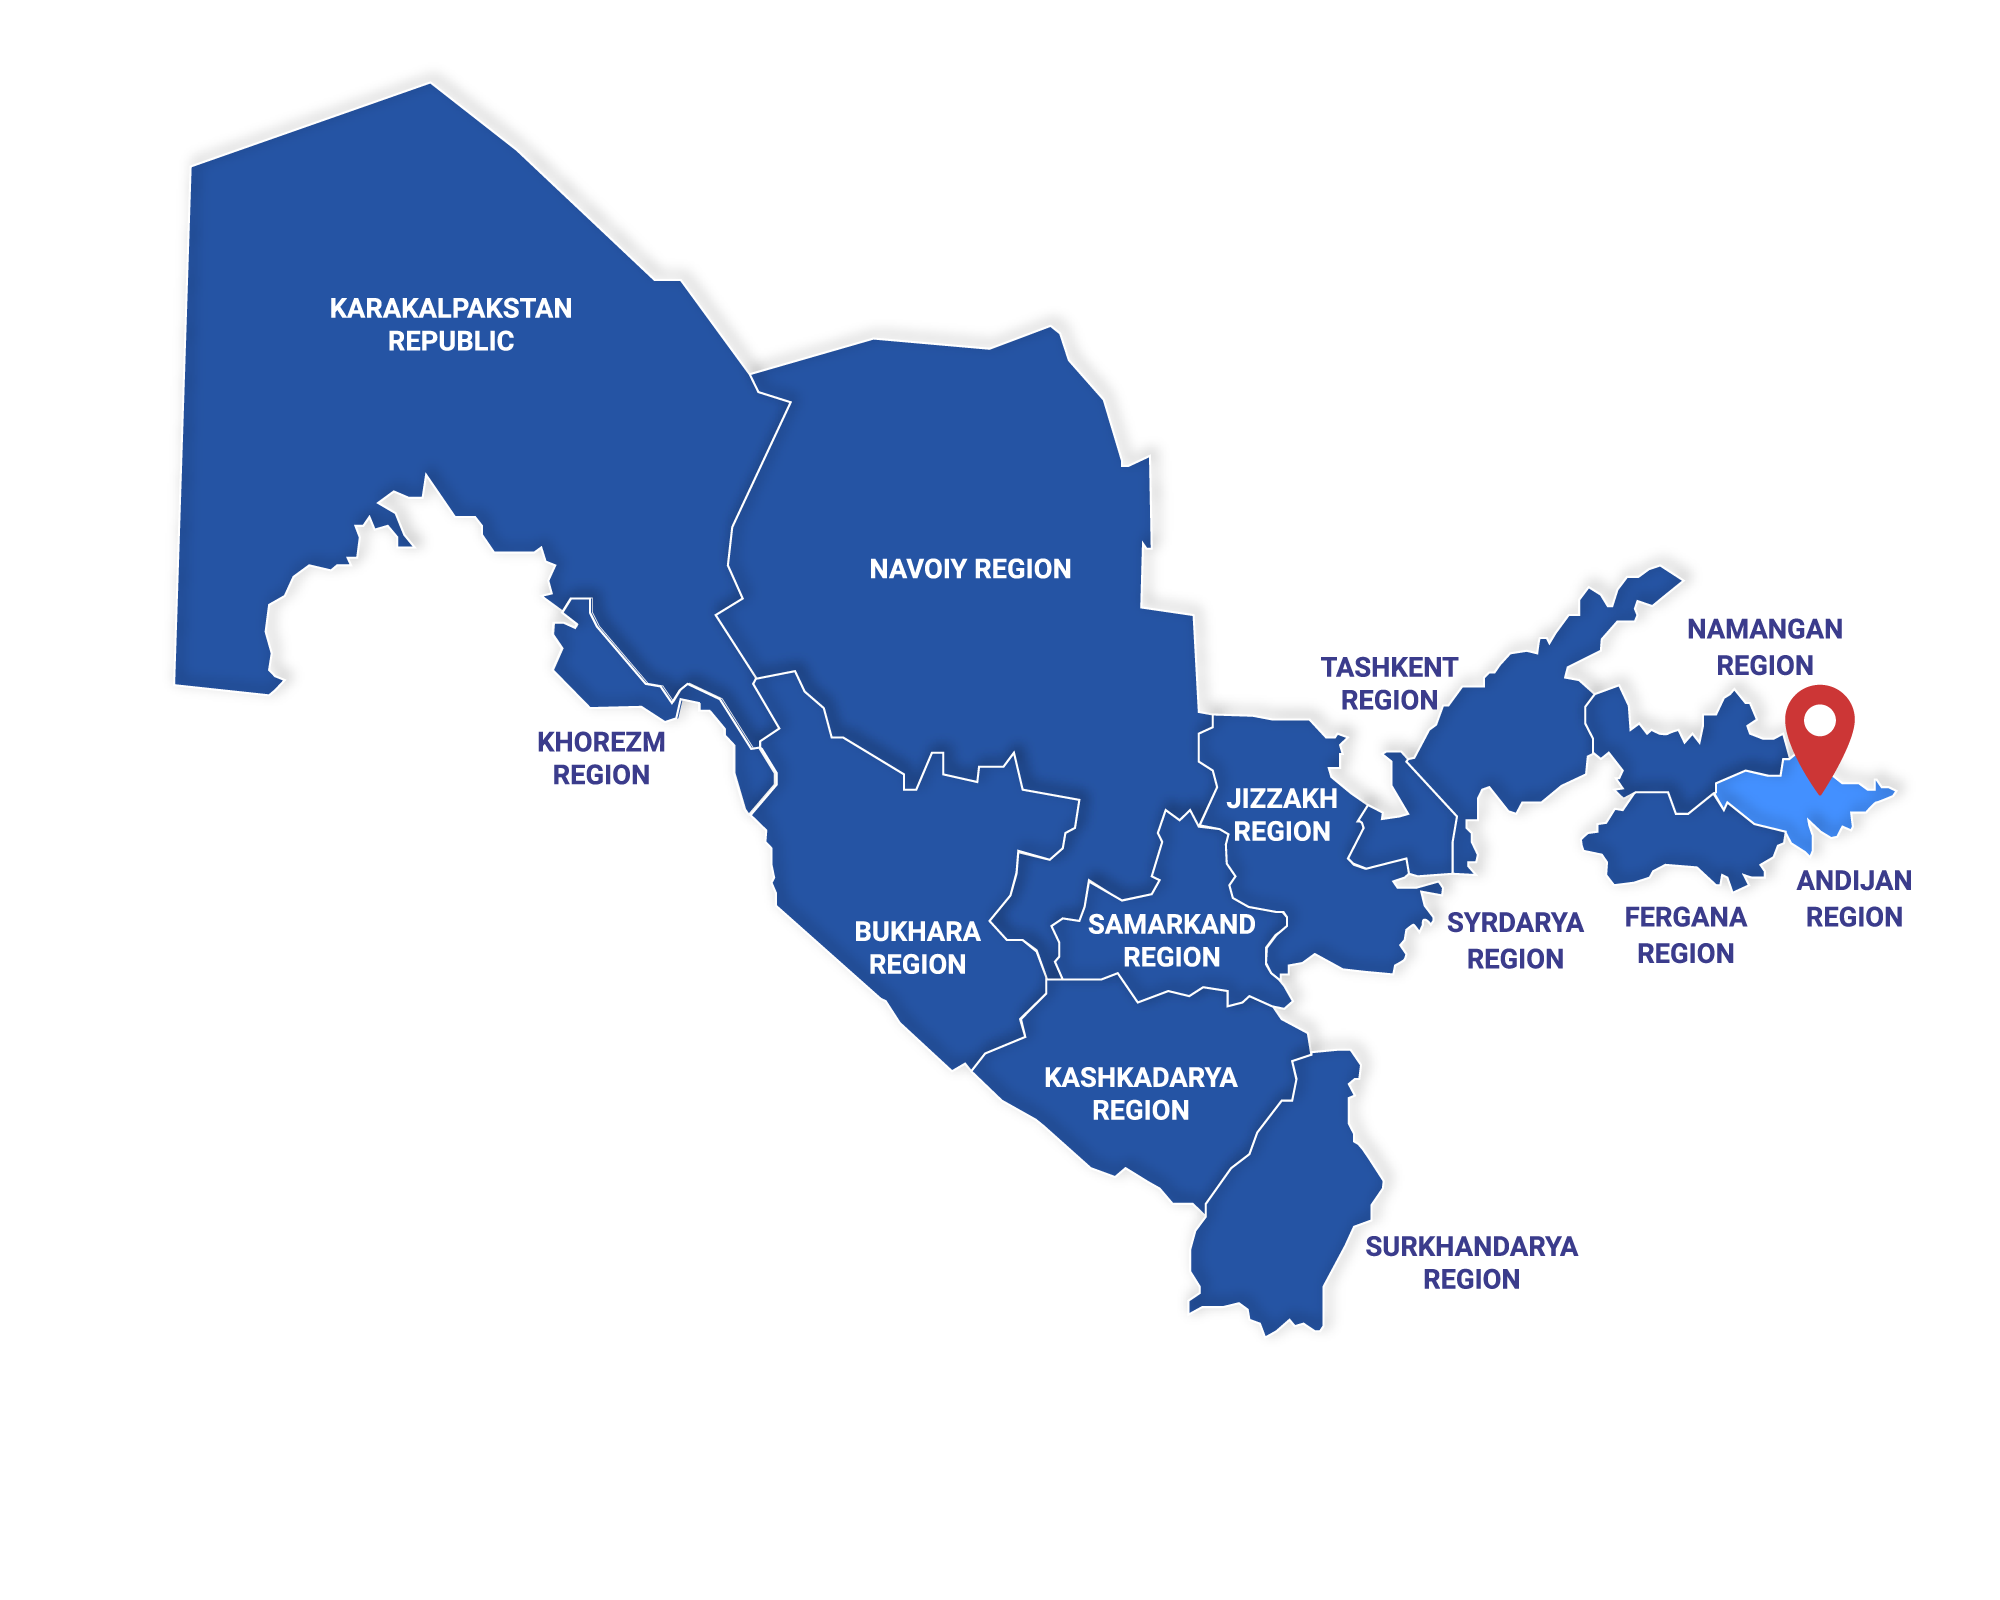 KARAKALPAKSTAN
REPUBLIC
NAVOIY REGION
NAMANGAN
REGION
TASHKENT
REGION
KHOREZM
REGION
JIZZAKH
REGION
ANDIJAN
REGION
FERGANA
REGION
SYRDARYA
REGION
SAMARKAND
REGION
BUKHARA
REGION
KASHKADARYA
REGION
SURKHANDARYA
REGION